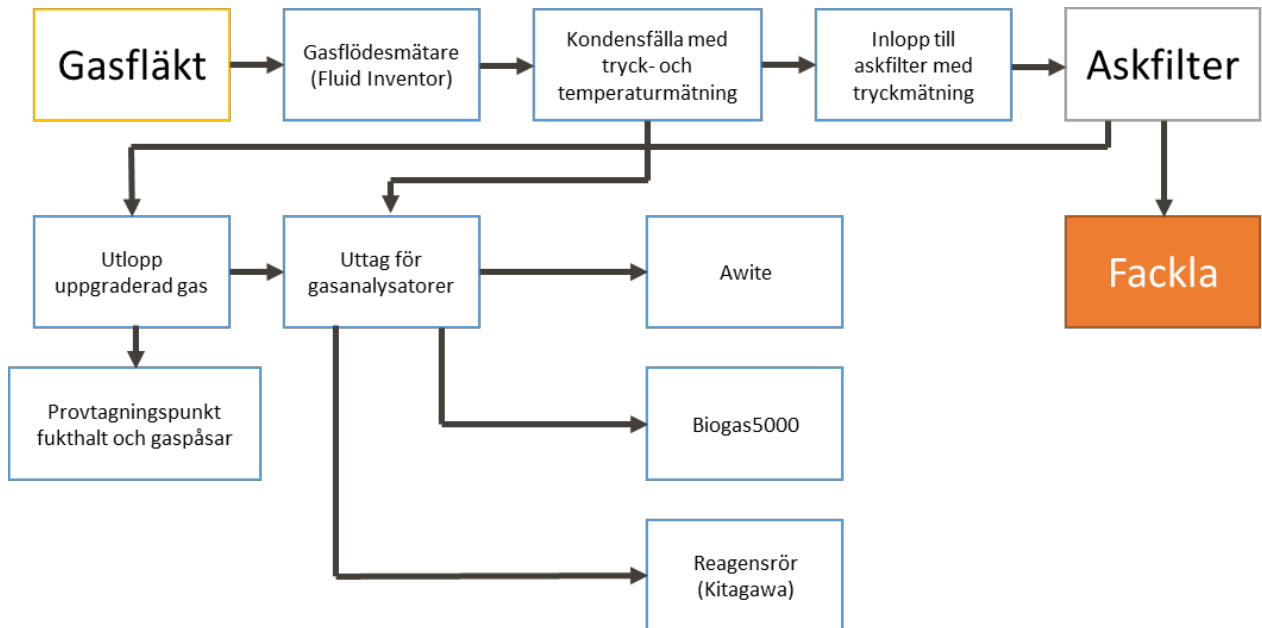 Gasfläkt
Gasflödesmätare
(Fluid Inventor)
Kondensfälla med
tryck- och
temperaturmätning
Inlopp till
askfilter med
tryckmätning
Askfilter
Utlopp
uppgraderad gas
Uttag för
gasanalysatorer
Awite
Fackla
Provtagningspunkt
fukthalt och gaspåsar
Biogas5000
Reagensrör
(Kitagawa)